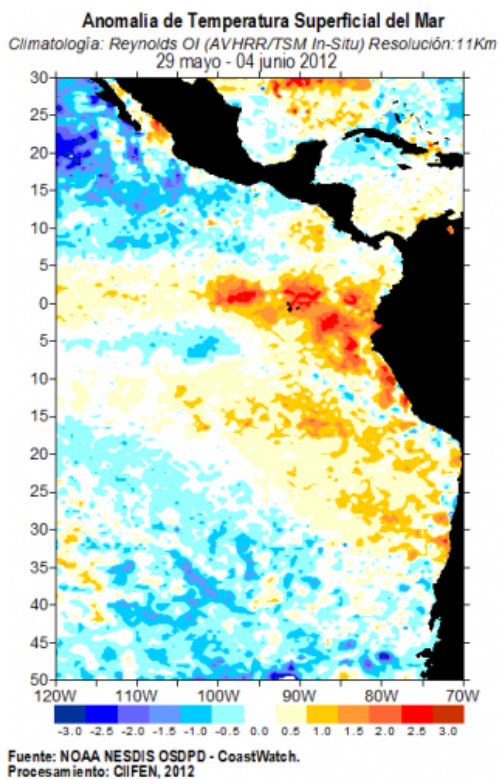 Anomalia de Temperatura Superficial del Mar
Climatología: Reynolds OI (AVHRR/TSM In-Situ) Resolución:11Km
29 mayo - 04 junio 2012
30
25
20
15
10
5
0
5
10
15
20
25
30
35
40
45
50
120W 110W 100W 90W 80W 70W
-3.0 -2.5 -2.0 -1.5 -1.0 -0.5 0.0 0.5 1.0 1.5 2.0 2.5 3.0
Fuente: NOAA NESDIS OSDPD - CoastWatch.
Procesamiento: CIIFEN, 2012